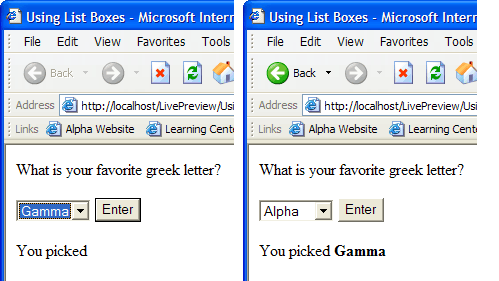 Using List Boxes - Microsoft Intern
File Edit View Favorites Tools
Back
Address http://localhost/LivePreview/Usi
Links Alpha Website Learning Cente
What is your favorite greek letter?
Gamma Enter
You picked
Using List Boxes - Microsoft Intern
File Edit View Favorites Tools
Back
Address http://localhost/LivePreview/Usi
Links Alpha Website Learning Cente
What is your favorite greek letter?
Alpha Enter
You picked Gamma